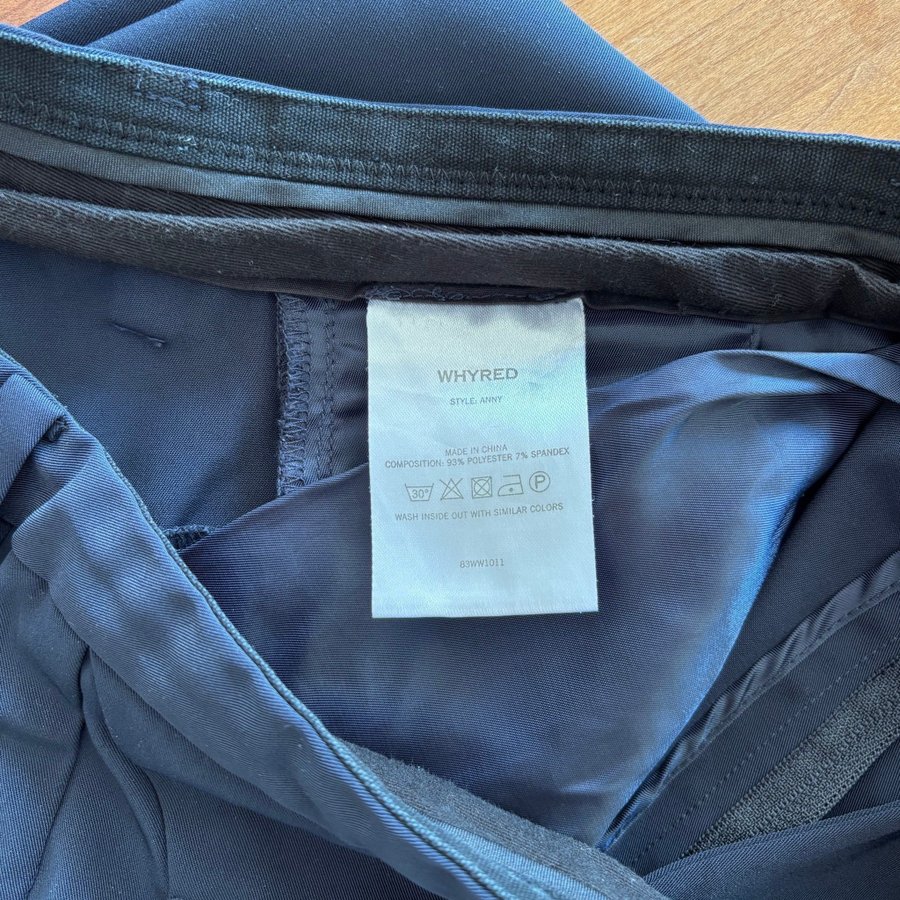 WHYRED
STYLE: ANNY
MADE IN CHINA
COMPOSITION: 93% POLYESTER 7% SPANDEX
30° P
WASH INSIDE OUT WITH SIMILAR COLORS
83WW1011